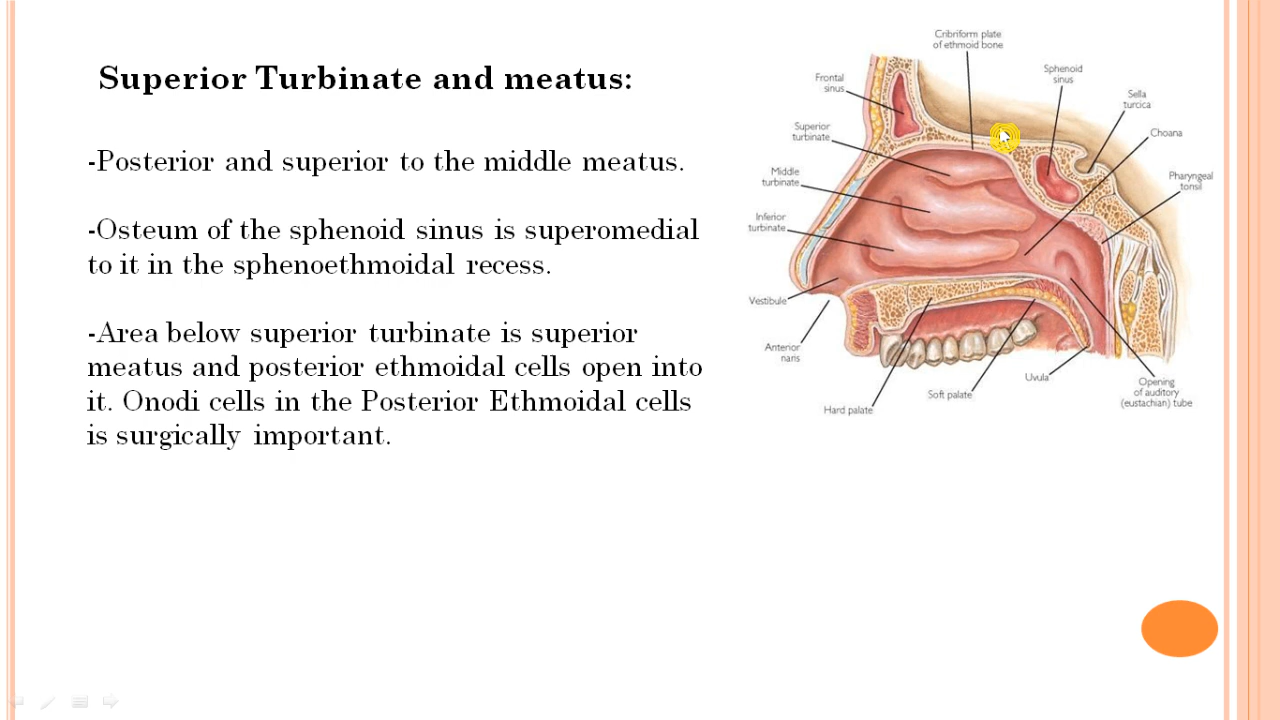 Superior Turbinate and meatus:
-Posterior and superior to the middle meatus.
-Osteum of the sphenoid sinus is superomedial
to it in the sphenoethmoidal recess.
-Area below superior turbinate is superior
meatus and posterior ethmoidal cells open into
it. Onodi cells in the Posterior Ethmoidal cells
is surgically important.
Cribriform plate
of ethmoid bone
Frontal
sinus
Sphenoid
sinus
Sella
turcica
Superior
turbinate
Choana
Middle
turbinate
Pharyngeal
tonsil
Inferior
turbinate
Vestibule
Anterior
naris
Hard palate
Soft palate
Uvula
Opening
of auditory
(eustachian) tube